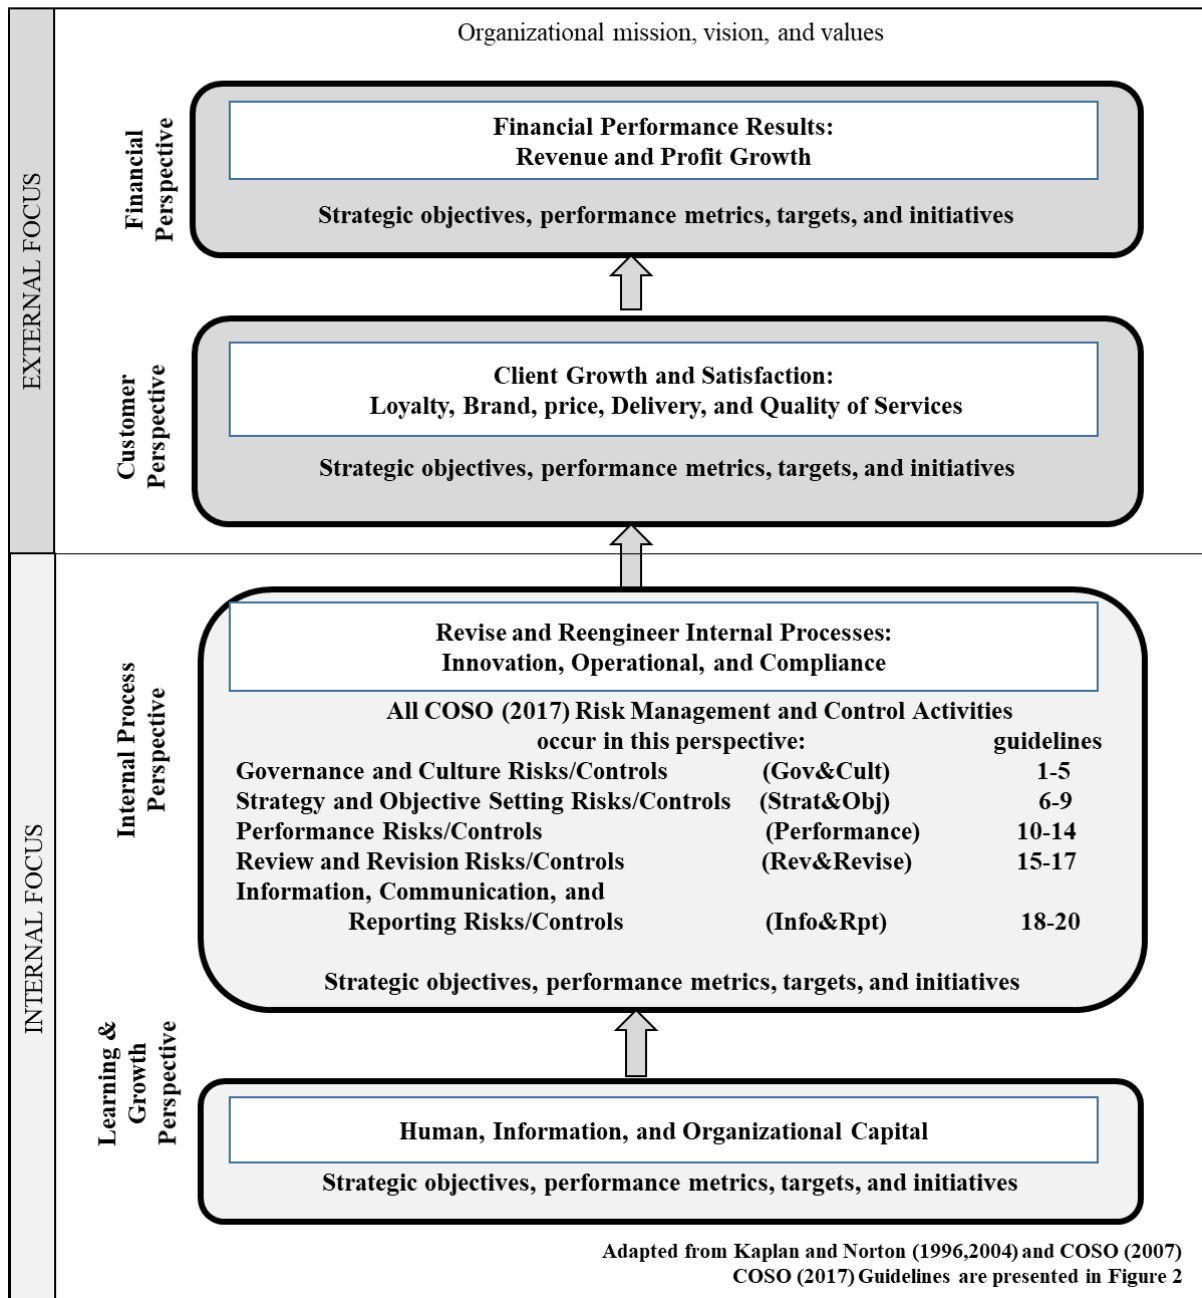 Organizational mission, vision, and values
EXTERNAL FOCUS
Financial
Perspective
Financial Performance Results:
Revenue and Profit Growth
Strategic objectives, performance metrics, targets, and initiatives
Customer
Perspective
Client Growth and Satisfaction:
Loyalty, Brand, price, Delivery, and Quality of Services
Strategic objectives, performance metrics, targets, and initiatives
INTERNAL FOCUS
Internal Process
Perspective
Revise and Reengineer Internal Processes:
Innovation, Operational, and Compliance
All COSO (2017) Risk Management and Control Activities
occur in this perspective: guidelines
Governance and Culture Risks/Controls (Gov&Cult) 1-5
Strategy and Objective Setting Risks/Controls (Strat&Obj) 6-9
Performance Risks/Controls (Performance) 10-14
Review and Revision Risks/Controls (Rev&Revise) 15-17
Information, Communication, and
Reporting Risks/Controls (Info&Rpt) 18-20
Strategic objectives, performance metrics, targets, and initiatives
Learning &
Growth
Perspective
Human, Information, and Organizational Capital
Strategic objectives, performance metrics, targets, and initiatives
Adapted from Kaplan and Norton (1996,2004) and COSO (2007)
COSO (2017) Guidelines are presented in Figure 2